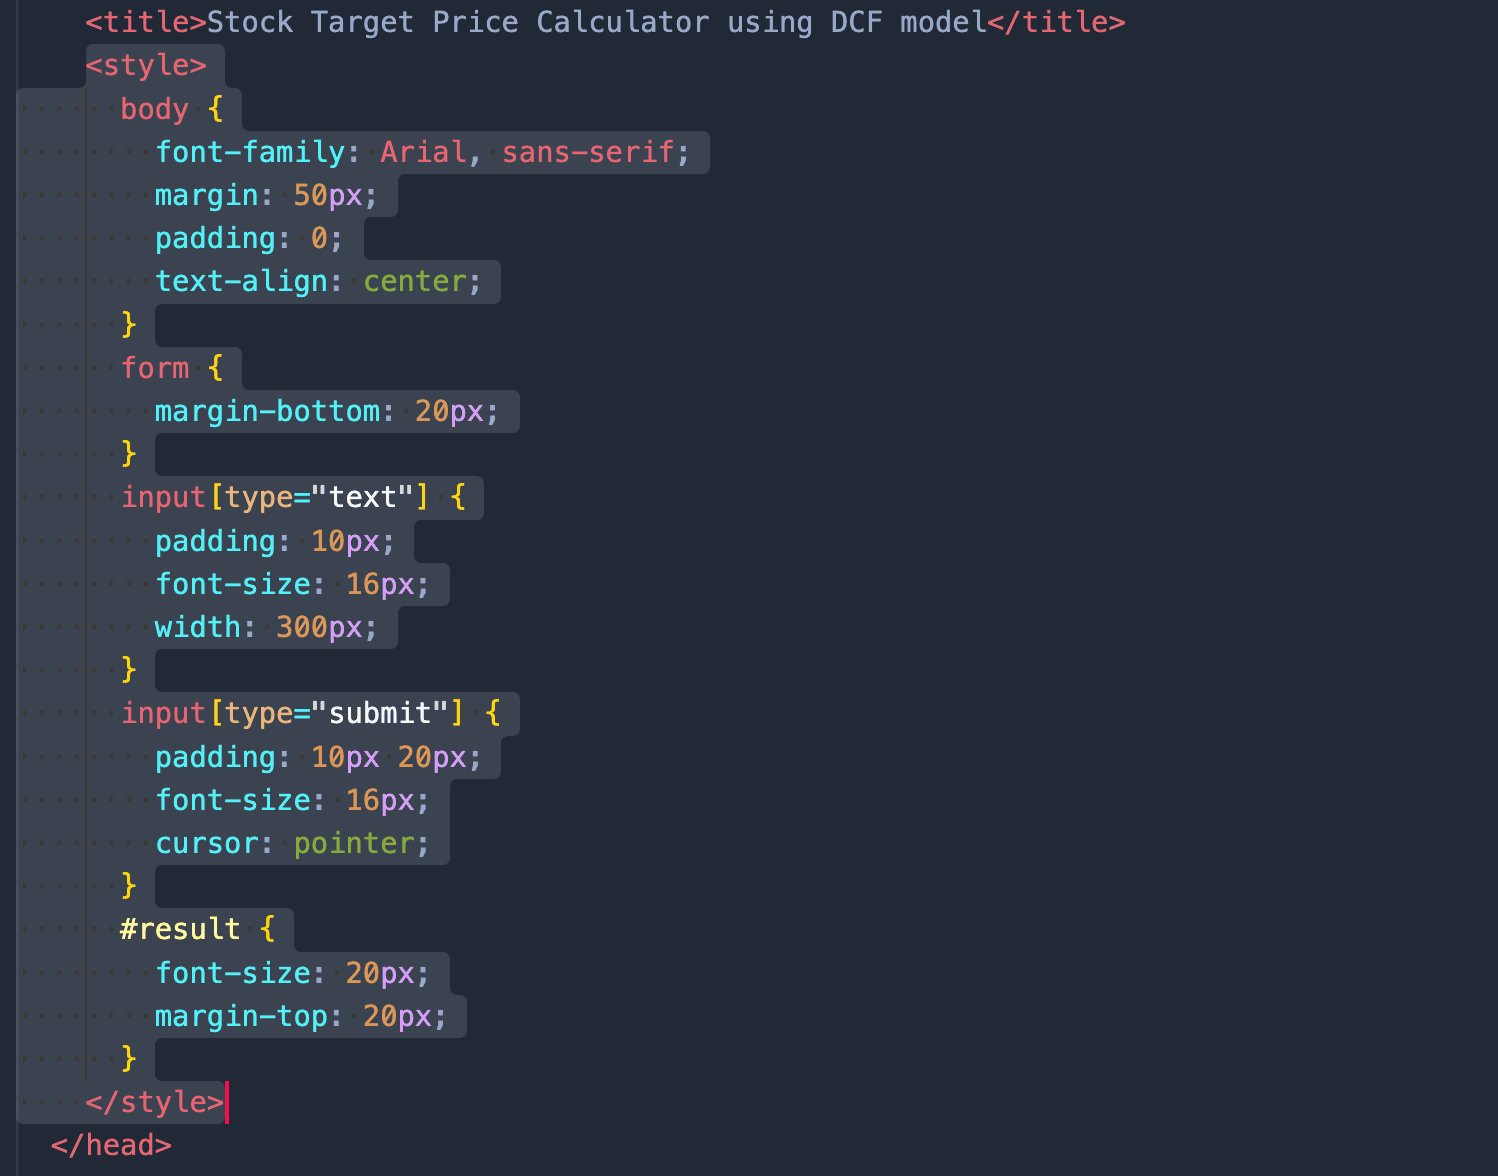 <title>Stock Target Price Calculator using DCF model</title>
<style>
body {
font-family: Arial, sans-serif;
margin: 50px;
padding: 0;
text-align: center;
}
form {
margin-bottom: 20px;
}
input[type="text"] {
padding: 10px;
font-size: 16px;
width: 300px;
}
input[type="submit"] {
padding: 10px 20px;
font-size: 16px;
cursor: pointer;
}
#result {
font-size: 20px;
margin-top: 20px;
}
</style>
</head>